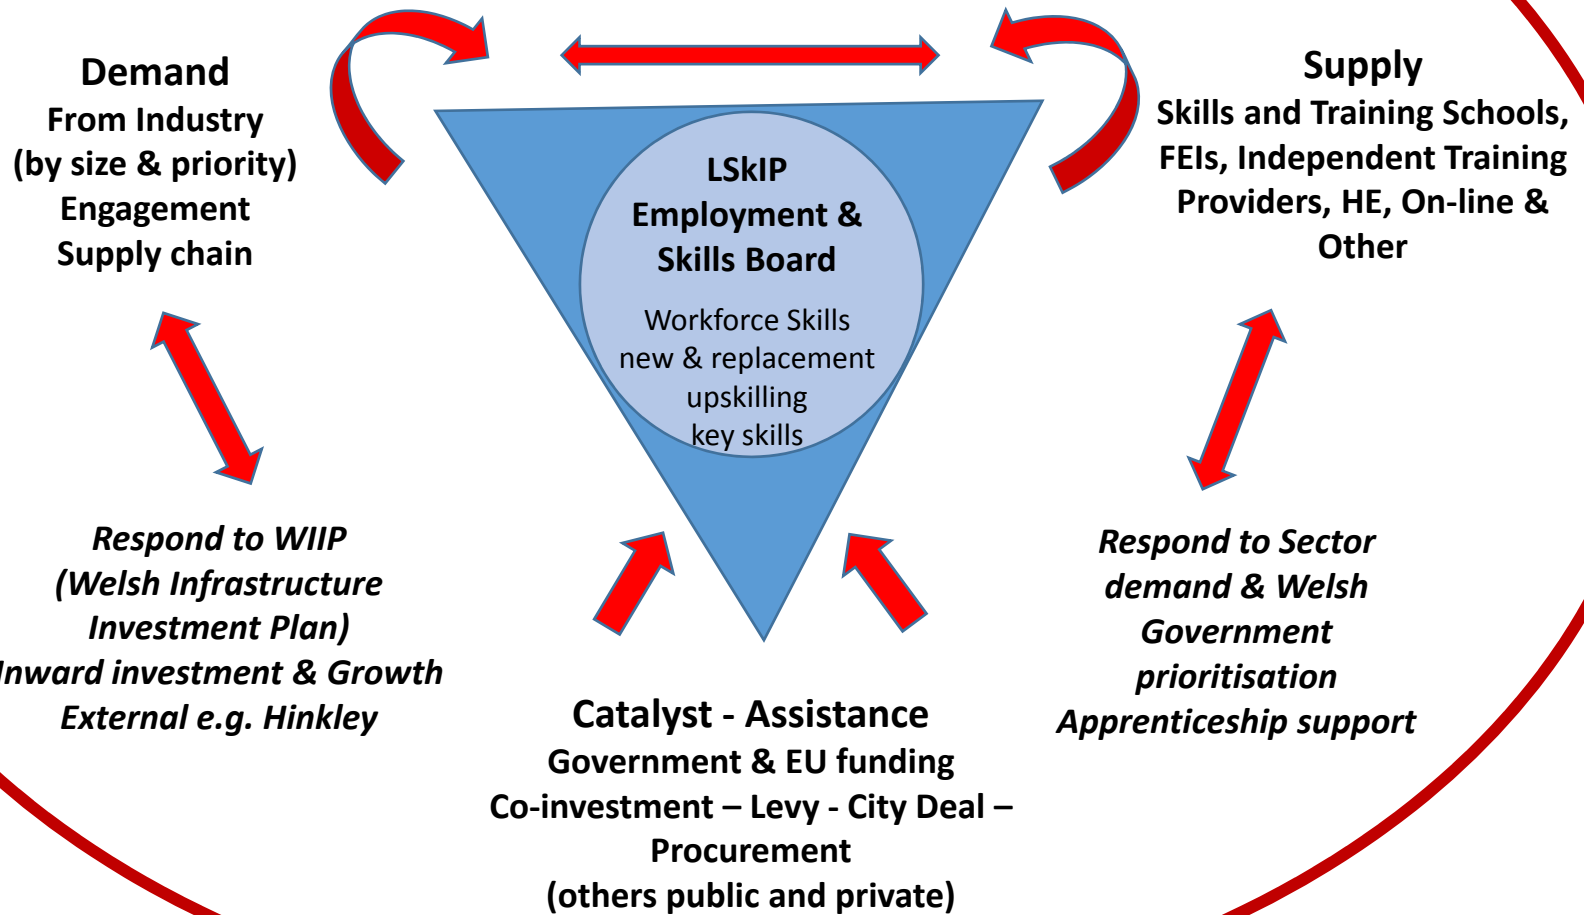 Demand
From Industry
(by size & priority)
Engagement
Supply chain
LSkIP
Employment &
Skills Board
Workforce Skills
new & replacement
upskilling
key skills
Supply
Skills and Training Schools,
FEIs, Independent Training
Providers, HE, On-line &
Other
Respond to WIIP
(Welsh Infrastructure
Investment Plan)
Inward investment & Growth
External e.g. Hinkley
Catalyst - Assistance
Government & EU funding
Co-investment – Levy - City Deal –
Procurement
(others public and private)
Respond to Sector
demand & Welsh
Government
prioritisation
Apprenticeship support